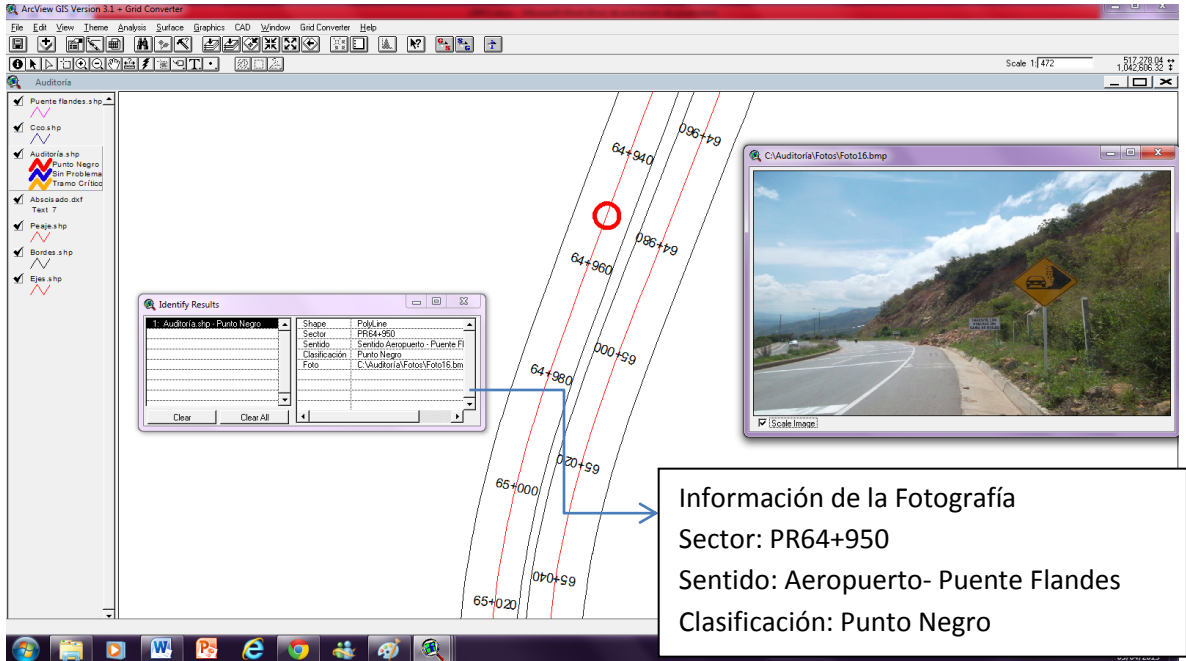 ArcView GIS Version 3.1 + Grid Converter
File Edit View Theme Analysis Surface Graphics CAD Window Grid Converter Help
Scale 1: 472
517,278.04
1,042,606.32
Auditoría
Puente flandes.shp
Cco.shp
Auditoría.shp
Punto Negro
Sin Problema
Tramo Crítico
Abscisado.dxf
Text 7
Peaje.shp
Bordes.shp
Ejes.shp
64+940
64+960
64+960
64+980
64+980
65+000
65+000
65+020
65+020
65+040
Identify Results
1: Auditoría.shp - Punto Negro
Shape PolyLine
Sector PR64+950
Sentido Sentido Aeropuerto - Puente Fl
Clasificación Punto Negro
Foto C:\Auditoría\Fotos\Foto16.bm
Clear Clear All
C:\Auditoría\Fotos\Foto16.bmp
Scale Image
Información de la Fotografía
Sector: PR64+950
Sentido: Aeropuerto- Puente Flandes
Clasificación: Punto Negro